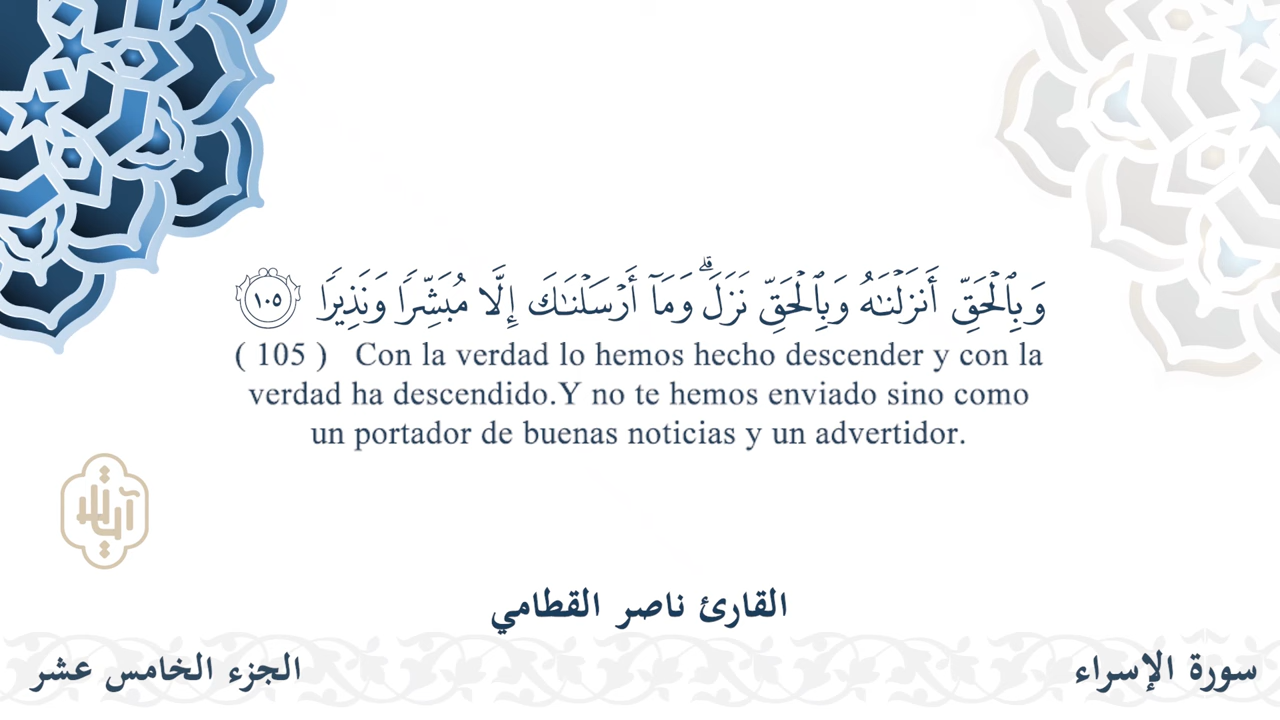 وَبِٱلْحَقِّ أَنزَلْنَٰهُ وَبِٱلْحَقِّ نَزَلَ ۗ وَمَآ أَرْسَلْنَٰكَ إِلَّا مُبَشِّرًا وَنَذِيرًا ١٠٥
( 105 ) Con la verdad lo hemos hecho descender y con la
verdad ha descendido.Y no te hemos enviado sino como
un portador de buenas noticias y un advertidor.
القارئ ناصر القطامي
سورة الإسراء
الجزء الخامس عشر